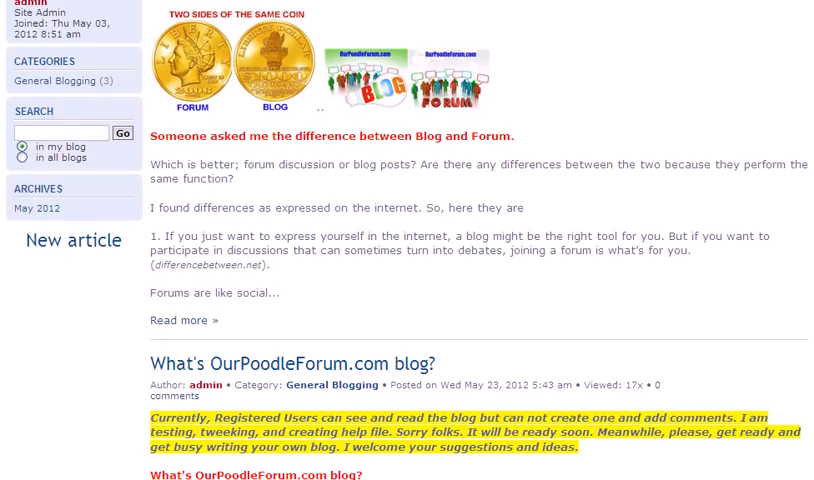 admin
Site Admin
Joined: Thu May 03,
2012 8:51 am
CATEGORIES
General Blogging (3)
SEARCH
Go
in my blog
in all blogs
ARCHIVES
May 2012
New article
TWO SIDES OF THE SAME COIN
LIBERTY
2000
LIBERTY DOLLAR
FORUM
BLOG
..
OurPoodleForum.com
BLOG
OurPoodleForum.com
FORUM
Someone asked me the difference between Blog and Forum.
Which is better; forum discussion or blog posts? Are there any differences between the two because they perform the
same function?
I found differences as expressed on the internet. So, here they are
1. If you just want to express yourself in the internet, a blog might be the right tool for you. But if you want to
participate in discussions that can sometimes turn into debates, joining a forum is what's for you.
(differencebetween.net).
Forums are like social...
Read more »
What's OurPoodleForum.com blog?
Author: admin • Category: General Blogging • Posted on Wed May 23, 2012 5:43 am • Viewed: 17x • 0
comments
Currently, Registered Users can see and read the blog but can not create one and add comments. I am
testing, tweeking, and creating help file. Sorry folks. It will be ready soon. Meanwhile, please, get ready and
get busy writing your own blog. I welcome your suggestions and ideas.
What's OurPoodleForum.com blog?